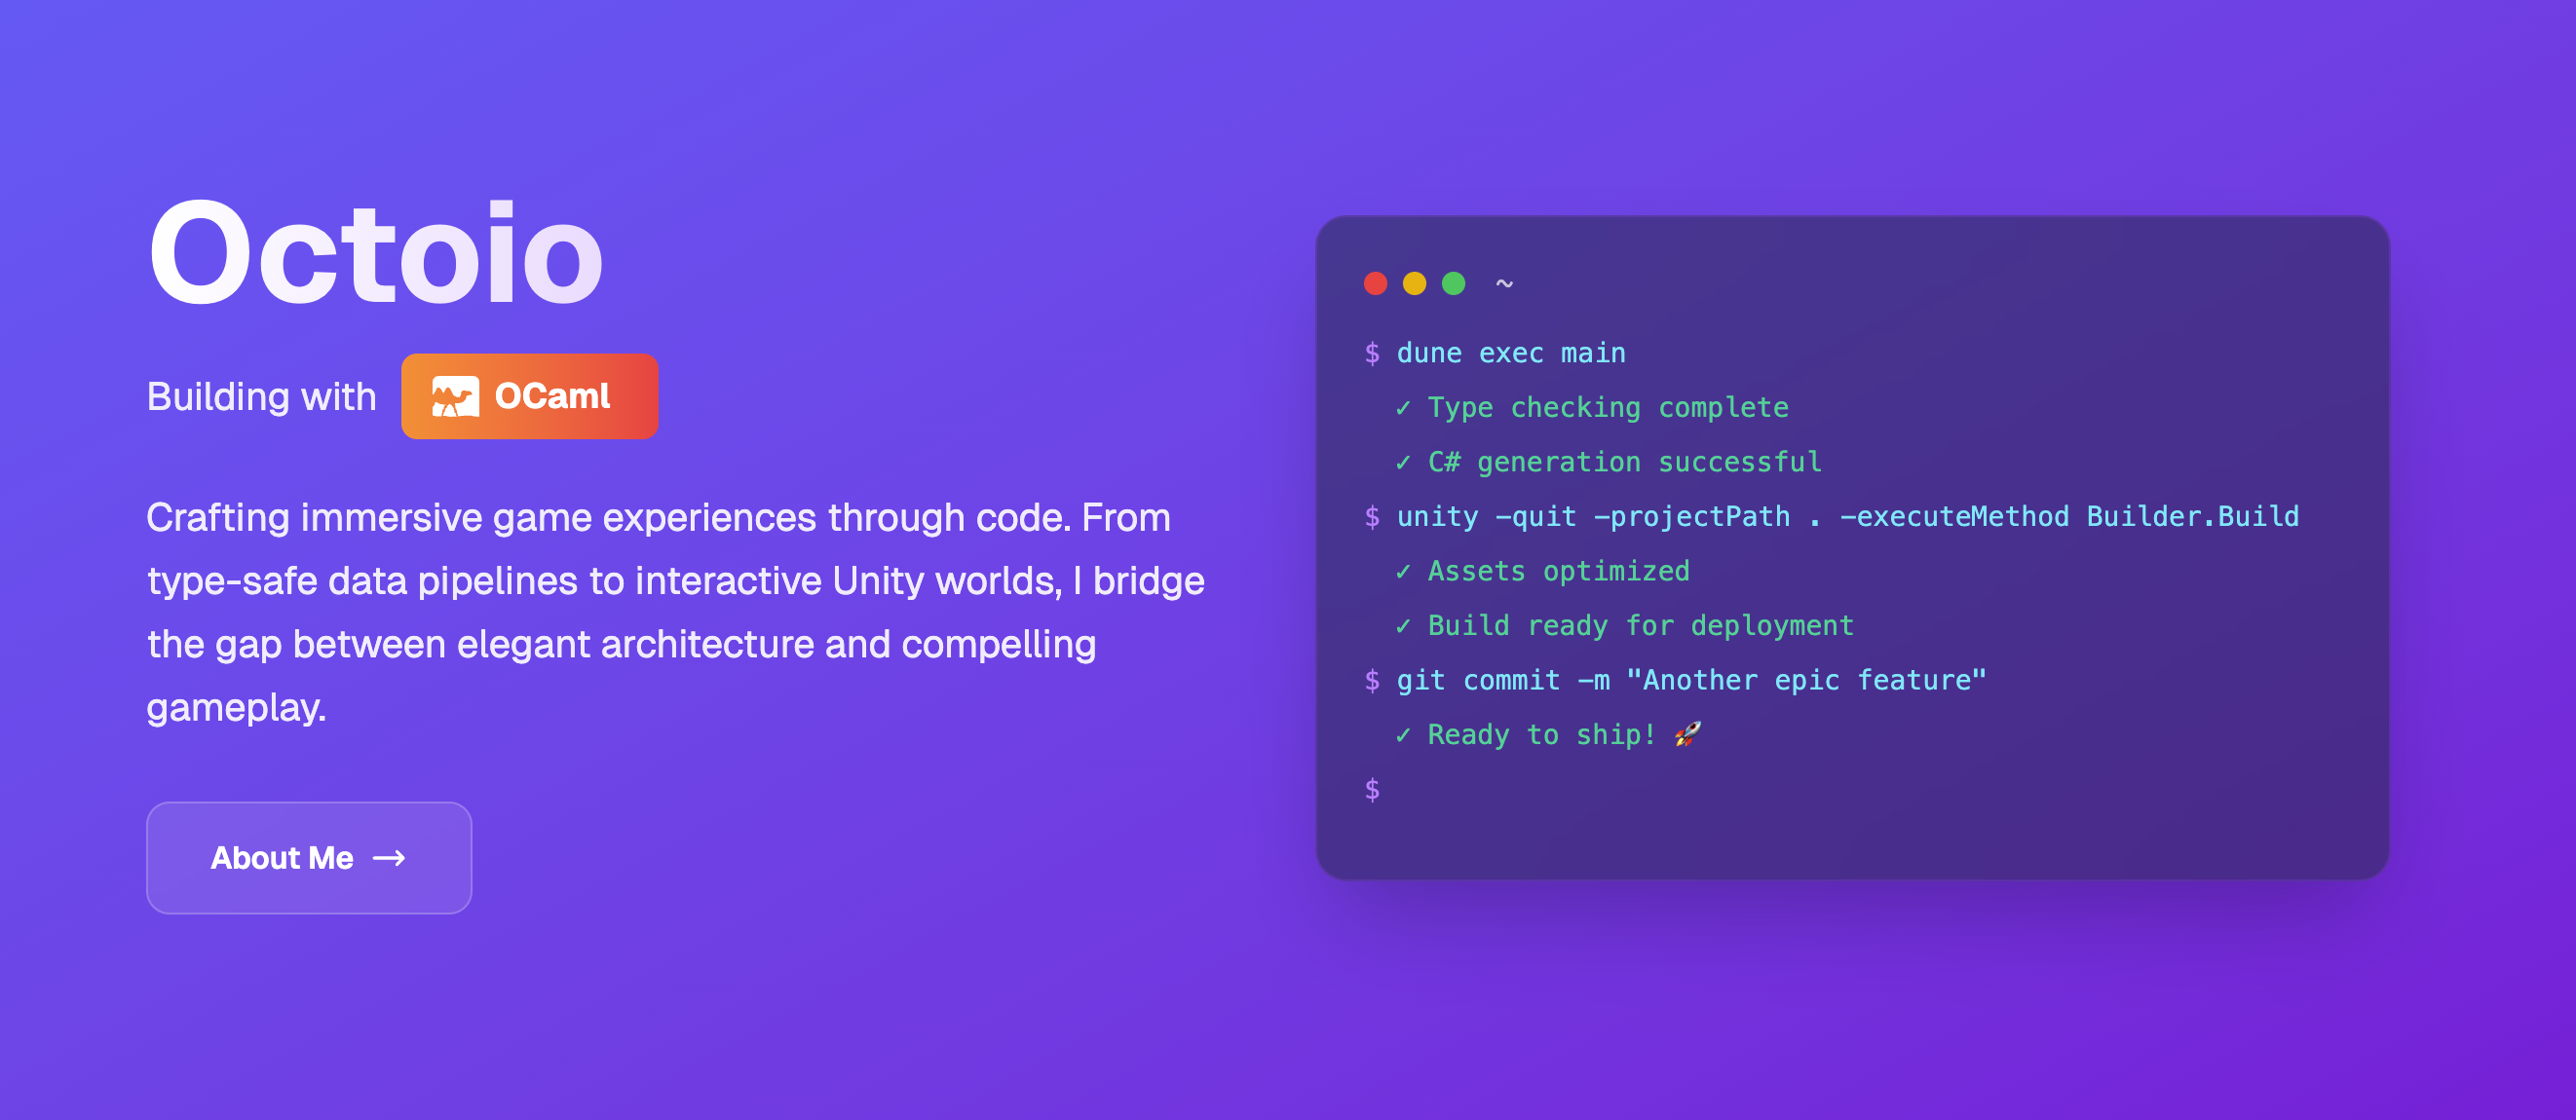 Octoio
Building with OCaml
Crafting immersive game experiences through code. From
type-safe data pipelines to interactive Unity worlds, I bridge
the gap between elegant architecture and compelling
gameplay.
About Me →
~
$ dune exec main
✓ Type checking complete
✓ C# generation successful
$ unity -quit -projectPath . -executeMethod Builder.Build
✓ Assets optimized
✓ Build ready for deployment
$ git commit -m "Another epic feature"
✓ Ready to ship! 🚀
$